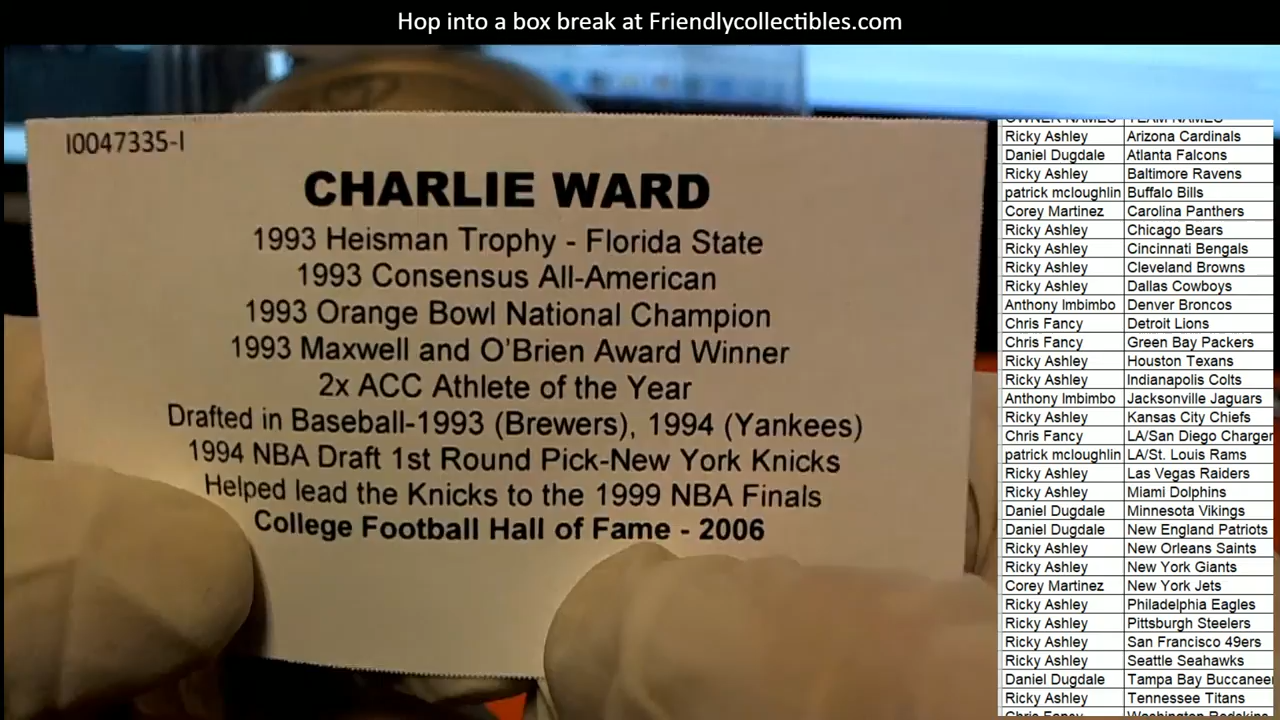 Hop into a box break at Friendlycollectibles.com
I0047335-I
CHARLIE WARD
1993 Heisman Trophy - Florida State
1993 Consensus All-American
1993 Orange Bowl National Champion
1993 Maxwell and O'Brien Award Winner
2x ACC Athlete of the Year
Drafted in Baseball-1993 (Brewers), 1994 (Yankees)
1994 NBA Draft 1st Round Pick-New York Knicks
Helped lead the Knicks to the 1999 NBA Finals
College Football Hall of Fame - 2006
OWNER NAMES TEAM NAMES
Ricky Ashley Arizona Cardinals
Daniel Dugdale Atlanta Falcons
Ricky Ashley Baltimore Ravens
patrick mcloughlin Buffalo Bills
Corey Martinez Carolina Panthers
Ricky Ashley Chicago Bears
Ricky Ashley Cincinnati Bengals
Ricky Ashley Cleveland Browns
Ricky Ashley Dallas Cowboys
Anthony Imbimbo Denver Broncos
Chris Fancy Detroit Lions
Chris Fancy Green Bay Packers
Ricky Ashley Houston Texans
Ricky Ashley Indianapolis Colts
Anthony Imbimbo Jacksonville Jaguars
Ricky Ashley Kansas City Chiefs
Chris Fancy LA/San Diego Charger
patrick mcloughlin LA/St. Louis Rams
Ricky Ashley Las Vegas Raiders
Ricky Ashley Miami Dolphins
Daniel Dugdale Minnesota Vikings
Daniel Dugdale New England Patriots
Ricky Ashley New Orleans Saints
Ricky Ashley New York Giants
Corey Martinez New York Jets
Ricky Ashley Philadelphia Eagles
Ricky Ashley Pittsburgh Steelers
Ricky Ashley San Francisco 49ers
Ricky Ashley Seattle Seahawks
Daniel Dugdale Tampa Bay Buccaneer
Ricky Ashley Tennessee Titans
Chris Fancy Washington Redskins